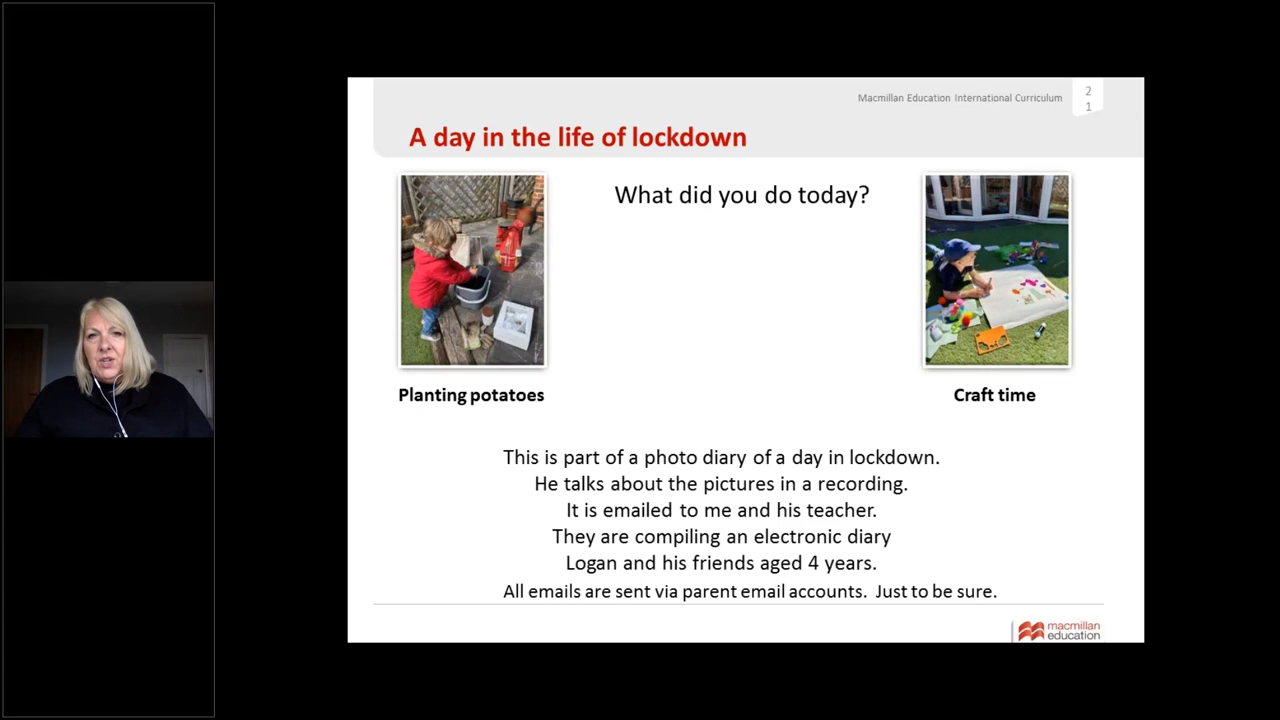 Macmillan Education International Curriculum
2
1
A day in the life of lockdown
What did you do today?
Planting potatoes
Craft time
This is part of a photo diary of a day in lockdown.
He talks about the pictures in a recording.
It is emailed to me and his teacher.
They are compiling an electronic diary
Logan and his friends aged 4 years.
All emails are sent via parent email accounts.  Just to be sure.
macmillan
education